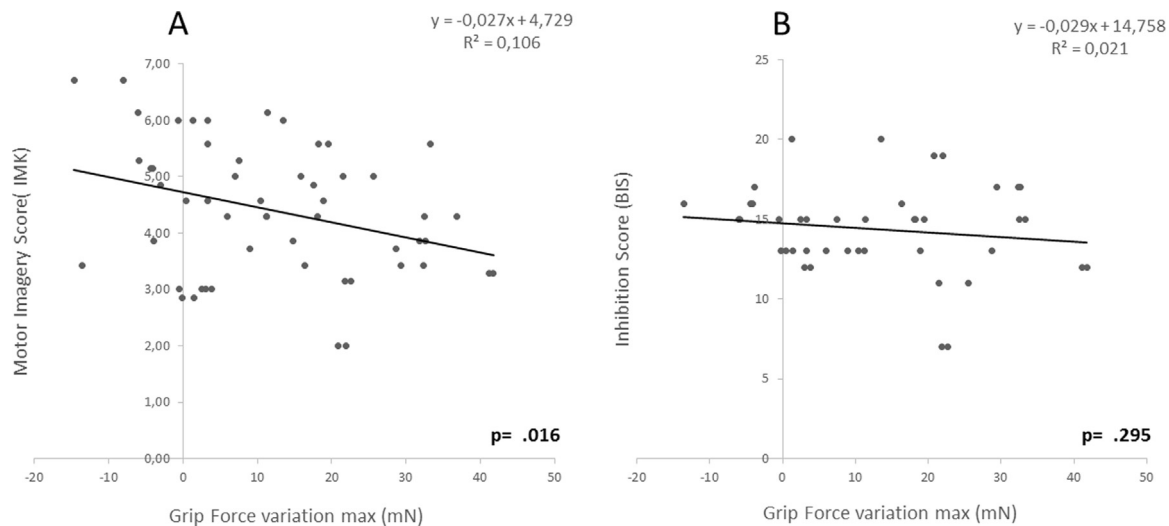 A
y = -0,027x + 4,729
R² = 0,106
7,00
6,00
5,00
4,00
3,00
2,00
1,00
0,00
-20
-10
0
10
20
30
40
50
Motor Imagery Score( IMK)
Grip Force variation max (mN)
p= .016
B
y = -0,029x + 14,758
R² = 0,021
25
20
15
10
5
0
-20
-10
0
10
20
30
40
50
Inhibition Score (BIS)
Grip Force variation max (mN)
p= .295